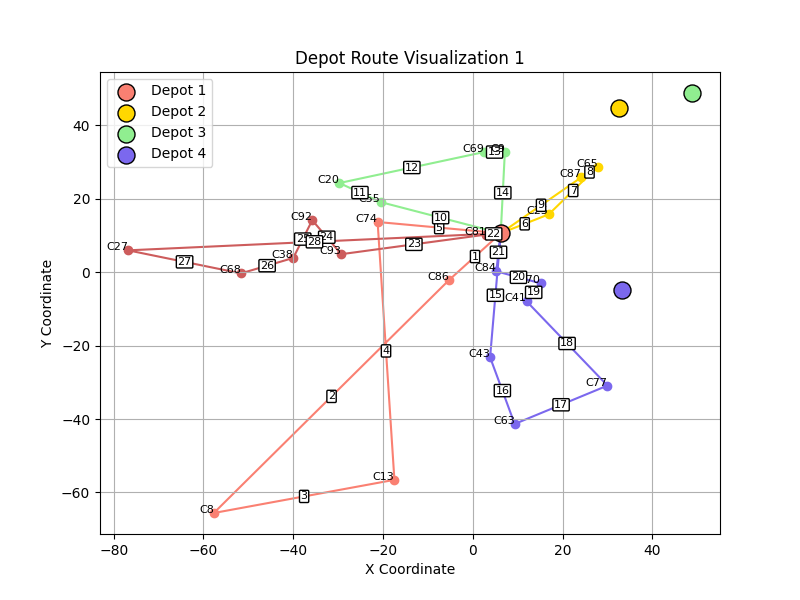 Depot Route Visualization 1
Depot 1
Depot 2
Depot 3
Depot 4
Y Coordinate
40
20
0
−20
−40
−60
−80
−60
−40
−20
0
20
40
X Coordinate
C69
13
12
C65
8
C87
C20
11
7
14
C55
9
10
6
C92
C74
5
C81
22
24
28
23
C27
C93
21
1
C38
27
26
C68
C84
20
C86
19
15
C41
18
4
C43
C77
16
2
17
C63
C13
3
C8